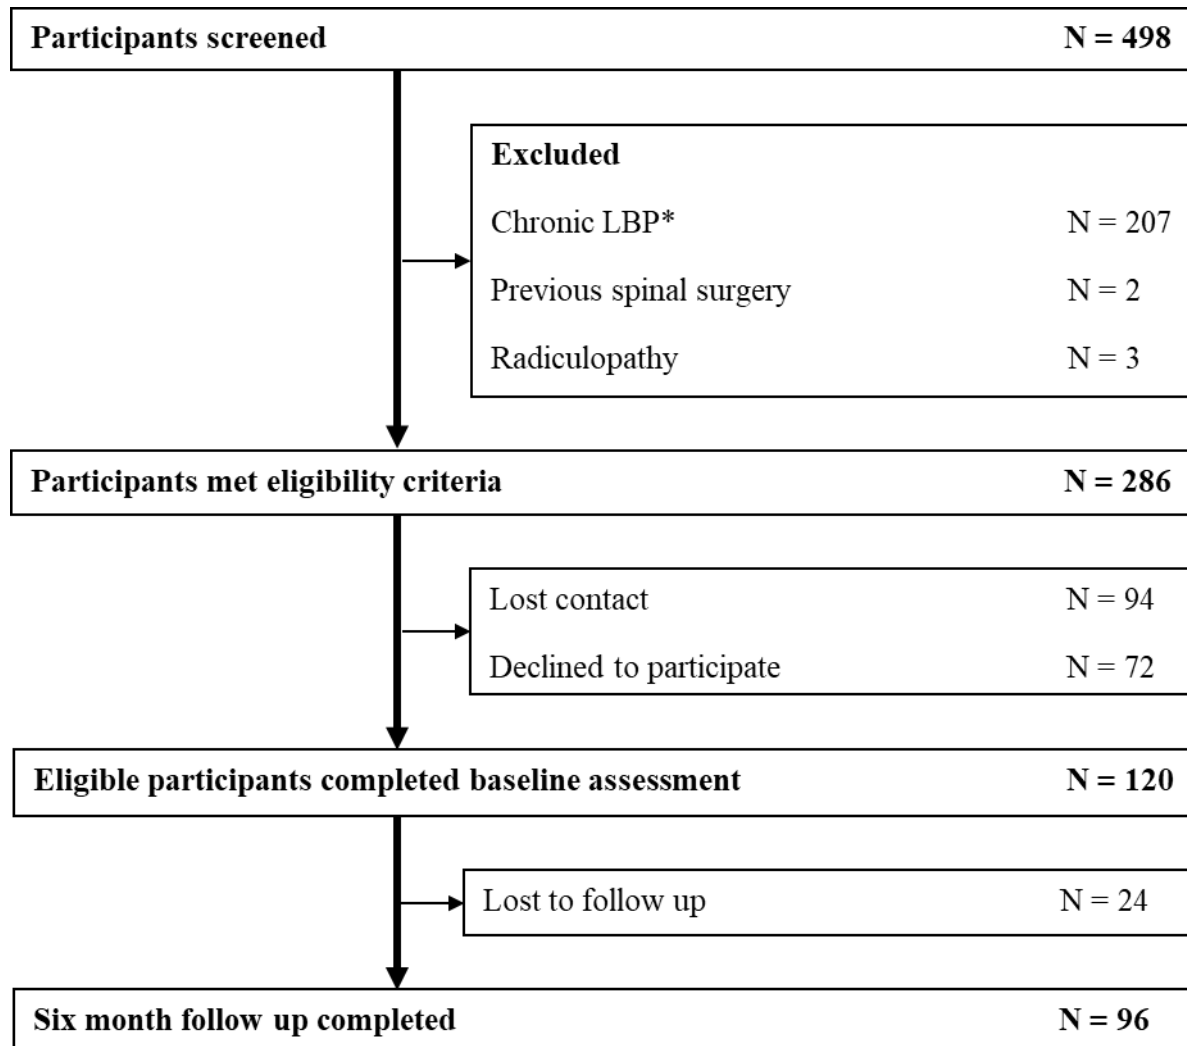 Participants screened N = 498
Excluded
Chronic LBP* N = 207
Previous spinal surgery N = 2
Radiculopathy N = 3
Participants met eligibility criteria N = 286
Lost contact N = 94
Declined to participate N = 72
Eligible participants completed baseline assessment N = 120
Lost to follow up N = 24
Six month follow up completed N = 96